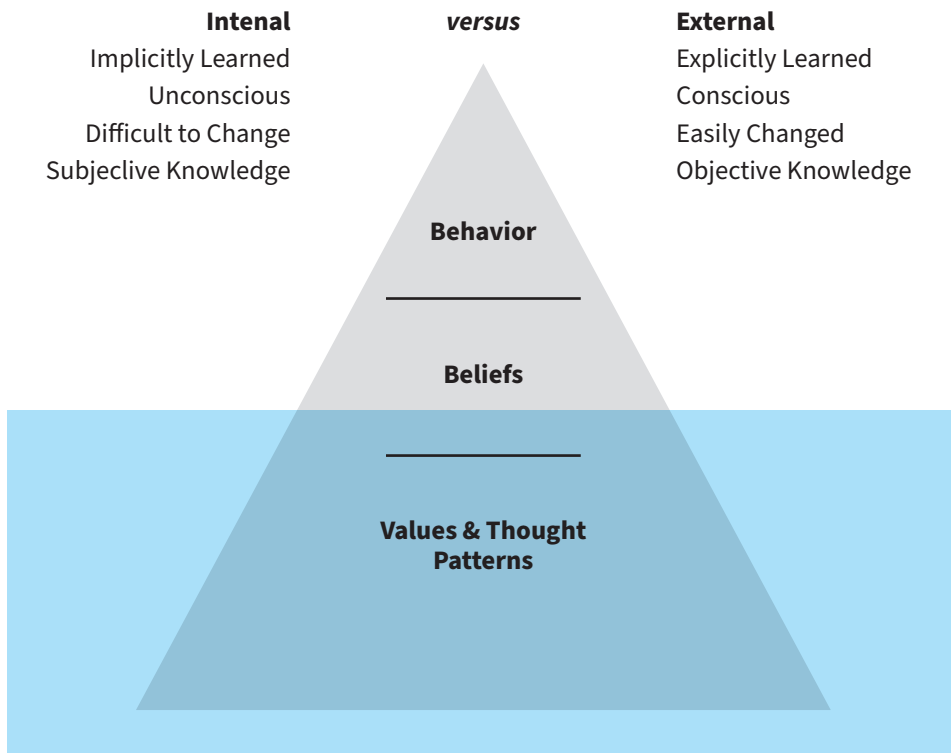 Intenal
Implicitly Learned
Unconscious
Difficult to Change
Subjeclive Knowledge
versus
External
Explicitly Learned
Conscious
Easily Changed
Objective Knowledge
Behavior
Beliefs
Values & Thought
Patterns